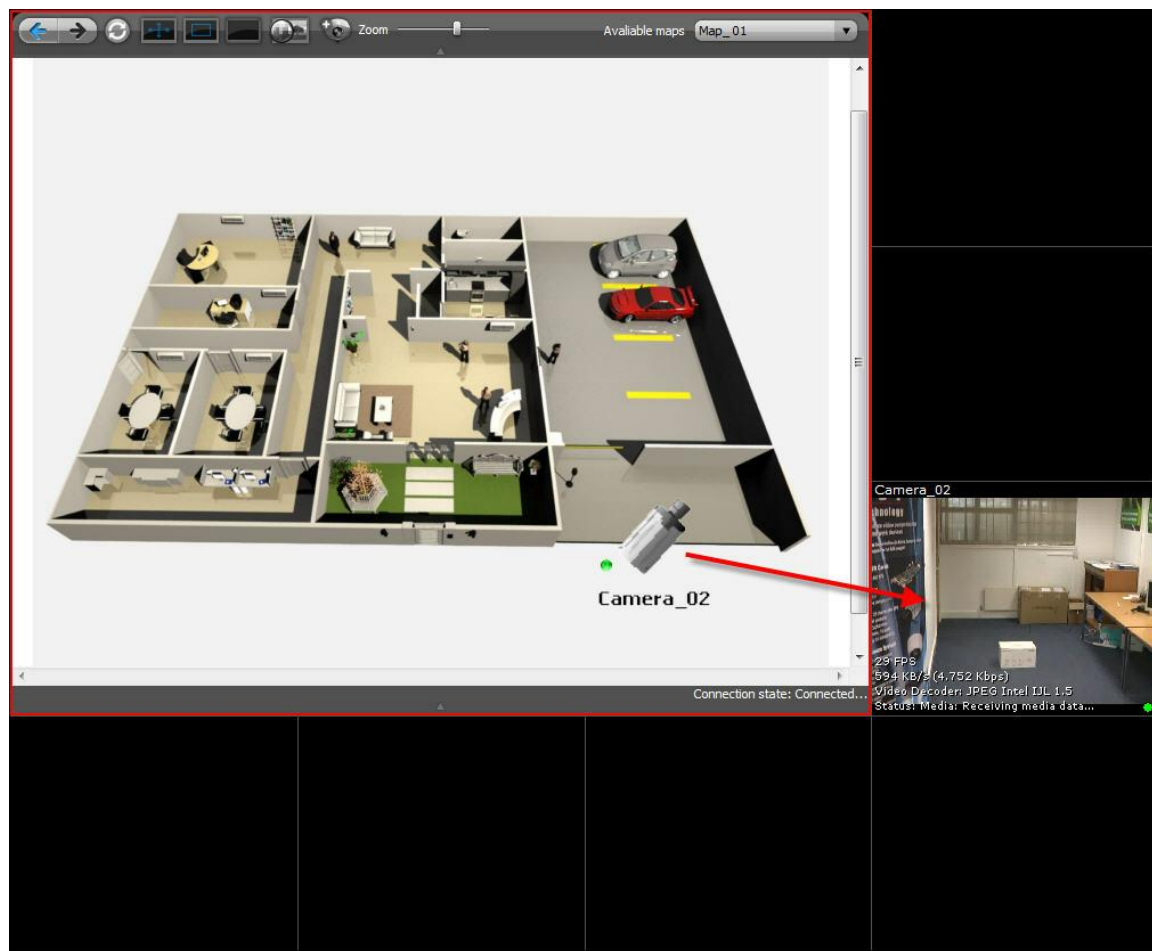 Zoom
Avaliable maps
Map_01
Camera_02
Camera_02
hnology
29 FPS
594 KB/s (4.752 Kbps)
Video Decoder: JPEG Intel IJL 1.5
Status: Media: Receiving media data...
Connection state: Connected...